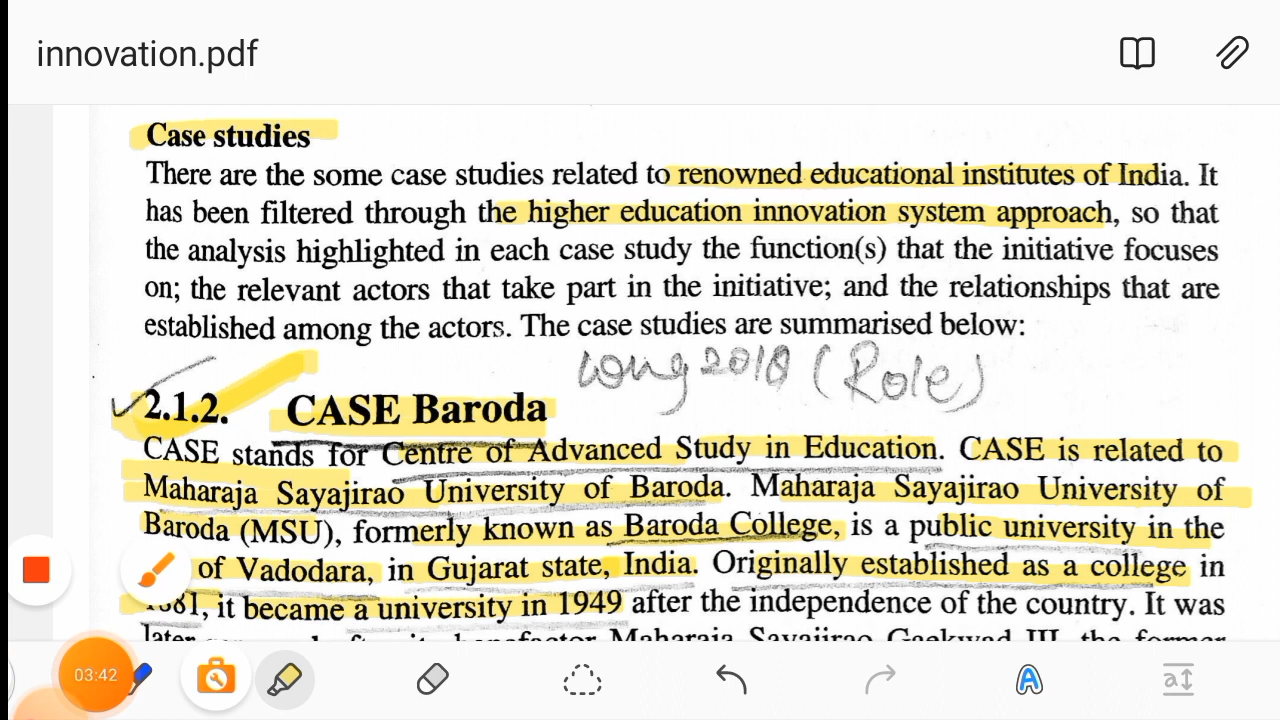 innovation.pdf
Case studies
There are the some case studies related to renowned educational institutes of India. It
has been filtered through the higher education innovation system approach, so that
the analysis highlighted in each case study the function(s) that the initiative focuses
on; the relevant actors that take part in the initiative; and the relationships that are
established among the actors. The case studies are summarised below:
long 2018 (Role)
2.1.2. CASE Baroda
CASE stands for Centre of Advanced Study in Education. CASE is related to
Maharaja Sayajirao University of Baroda. Maharaja Sayajirao University of
Baroda (MSU), formerly known as Baroda College, is a public university in the
of Vadodara, in Gujarat state, India. Originally established as a college in
it became a university in 1949 after the independence of the country. It was
later Maharaja Sayajirao Gaekwad III, the former
03:42
A
a